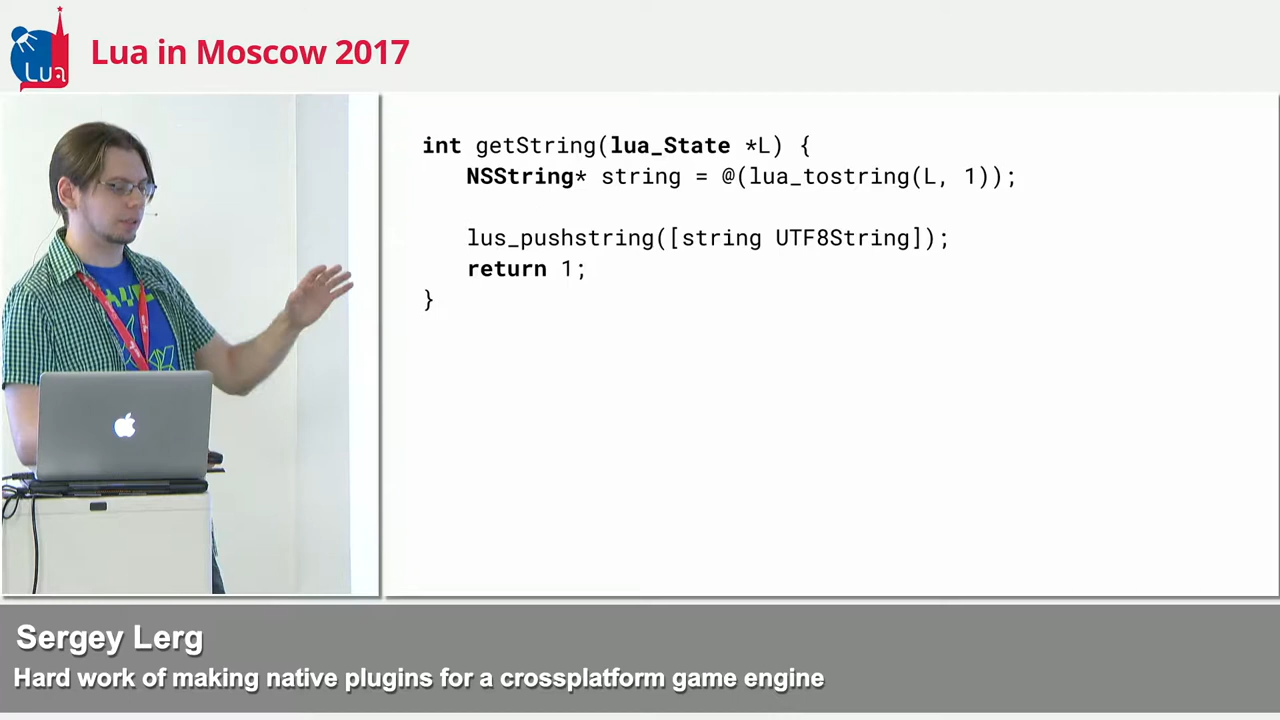 Lua
Lua in Moscow 2017
int getString(lua_State *L) {
NSString* string = @(lua_tostring(L, 1));
lus_pushstring([string UTF8String]);
return 1;
}
Sergey Lerg
Hard work of making native plugins for a crossplatform game engine